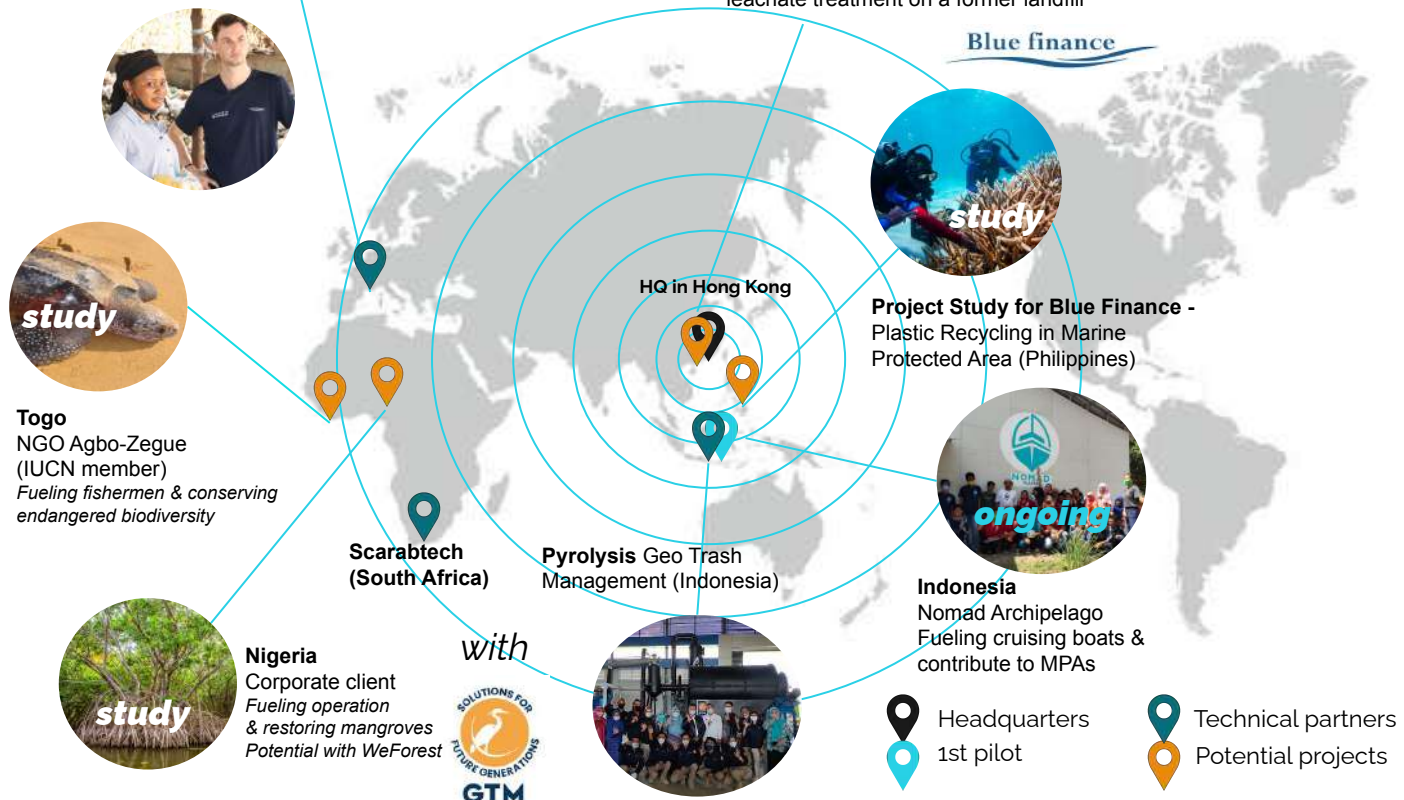 leachate treatment on a former landfill
Blue finance
study
HQ in Hong Kong
Project Study for Blue Finance -
Plastic Recycling in Marine
Protected Area (Philippines)
study
Togo
NGO Agbo-Zegue
(IUCN member)
Fueling fishermen & conserving
endangered biodiversity
NOMAD
ongoing
Scarabtech
(South Africa)
Pyrolysis Geo Trash
Management (Indonesia)
Indonesia
Nomad Archipelago
Fueling cruising boats &
contribute to MPAs
study
Nigeria
Corporate client
Fueling operation
& restoring mangroves
Potential with WeForest
with
SOLUTIONS FOR
FUTURE GENERATIONS
GTM
Headquarters
1st pilot
Technical partners
Potential projects